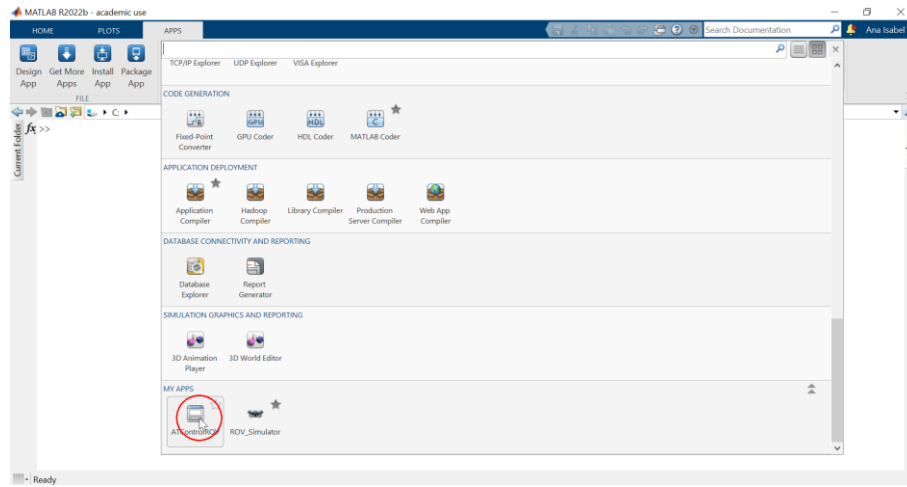 MATLAB R2022b - academic use
HOME PLOTS APPS
Search Documentation
Ana Isabel
Design App
Get More Apps
Install App
Package App
FILE
C:
Current Folder
fx >>
TCP/IP Explorer UDP Explorer VISA Explorer
CODE GENERATION
Fixed-Point Converter
GPU Coder
HDL Coder
MATLAB Coder
APPLICATION DEPLOYMENT
Application Compiler
Hadoop Compiler
Library Compiler
Production Server Compiler
Web App Compiler
DATABASE CONNECTIVITY AND REPORTING
Database Explorer
Report Generator
SIMULATION GRAPHICS AND REPORTING
3D Animation Player
3D World Editor
MY APPS
ATControlROV
ROV_Simulator
Ready